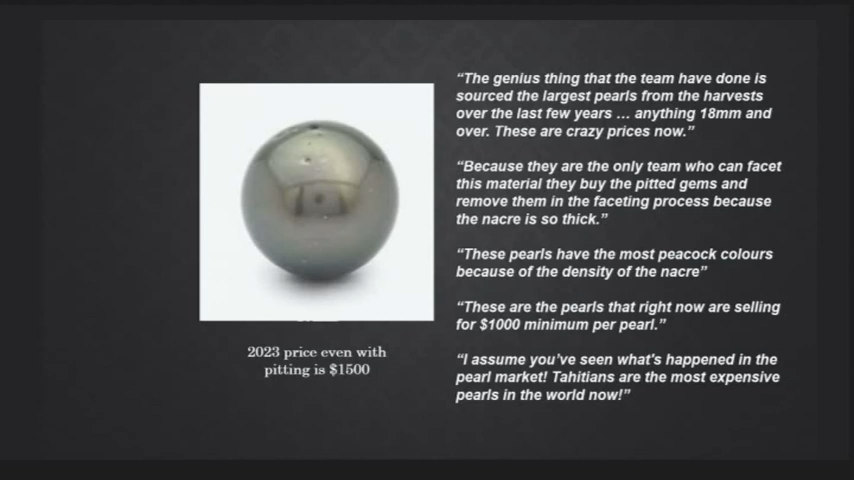 “The genius thing that the team have done is
sourced the largest pearls from the harvests
over the last few years … anything 18mm and
over. These are crazy prices now.”
“Because they are the only team who can facet
this material they buy the pitted gems and
remove them in the faceting process because
the nacre is so thick.”
“These pearls have the most peacock colours
because of the density of the nacre”
“These are the pearls that right now are selling
for $1000 minimum per pearl.”
“I assume you’ve seen what's happened in the
pearl market! Tahitians are the most expensive
pearls in the world now!”
2023 price even with
pitting is $1500